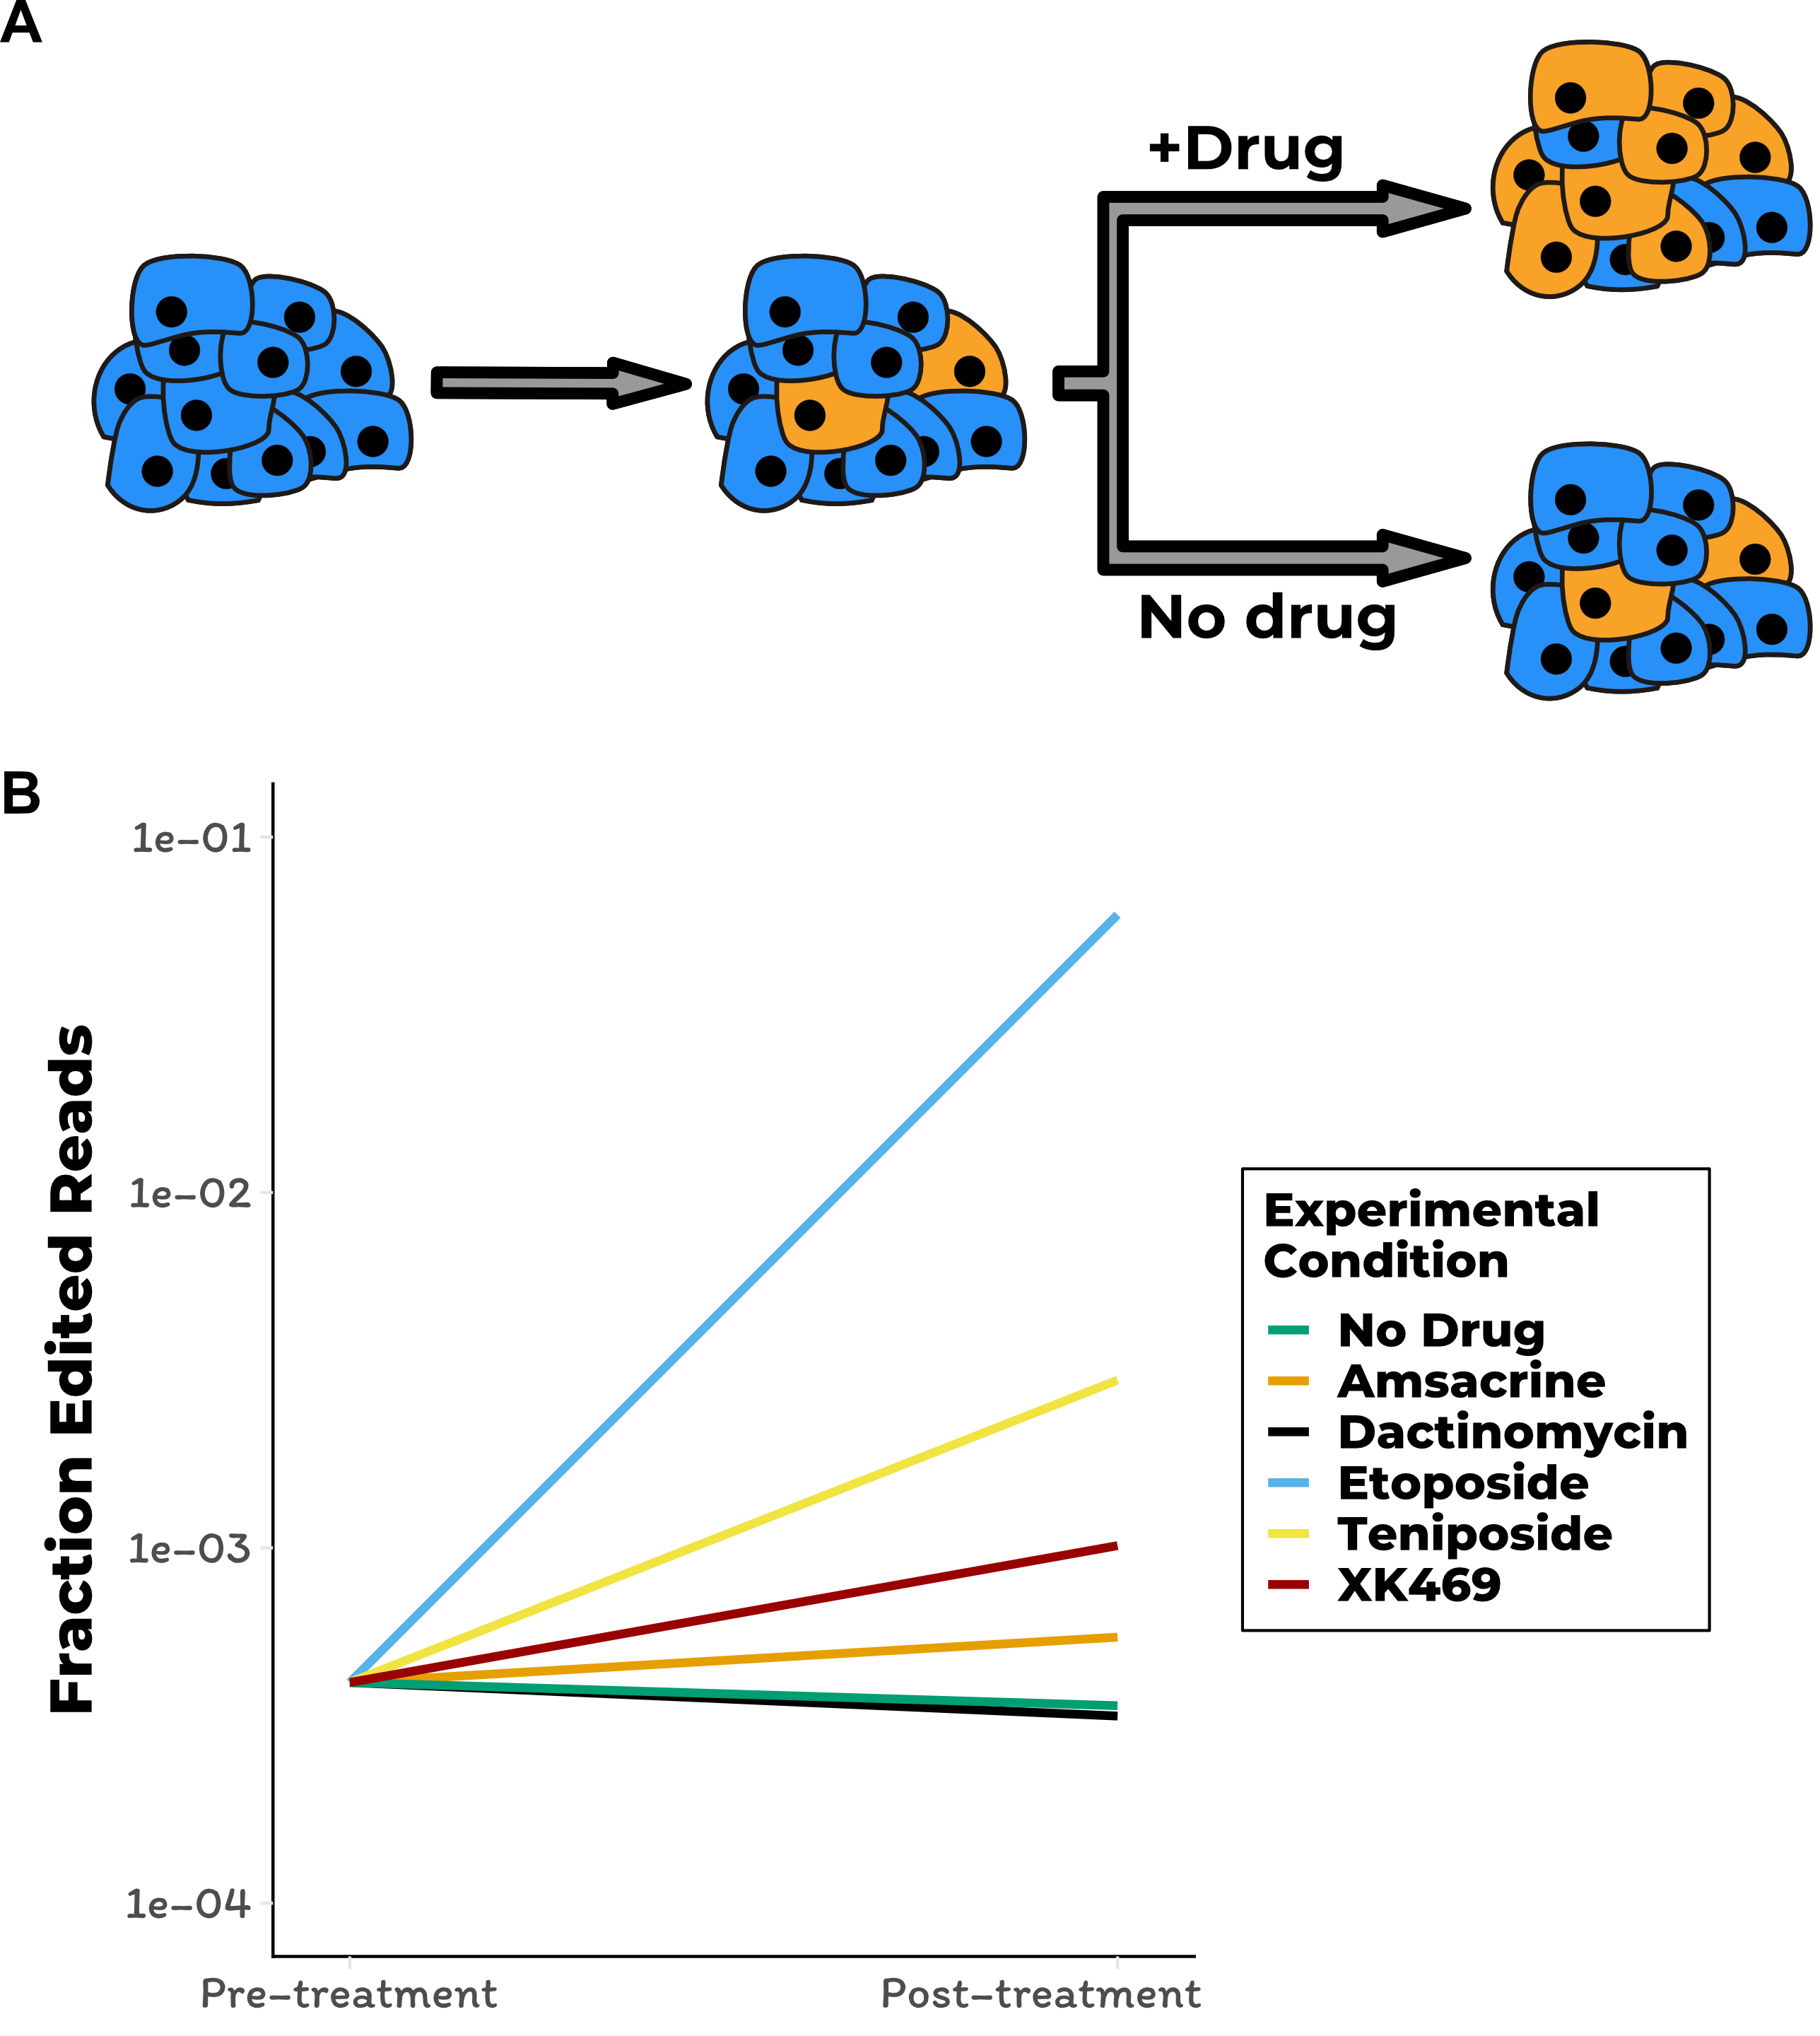 A
+Drug
No drug
B
1e-01
1e-02
1e-03
1e-04
Fraction Edited Reads
Pre-treatment
Post-treatment
Experimental
Condition
No Drug
Amsacrine
Dactinomycin
Etoposide
Teniposide
XK469